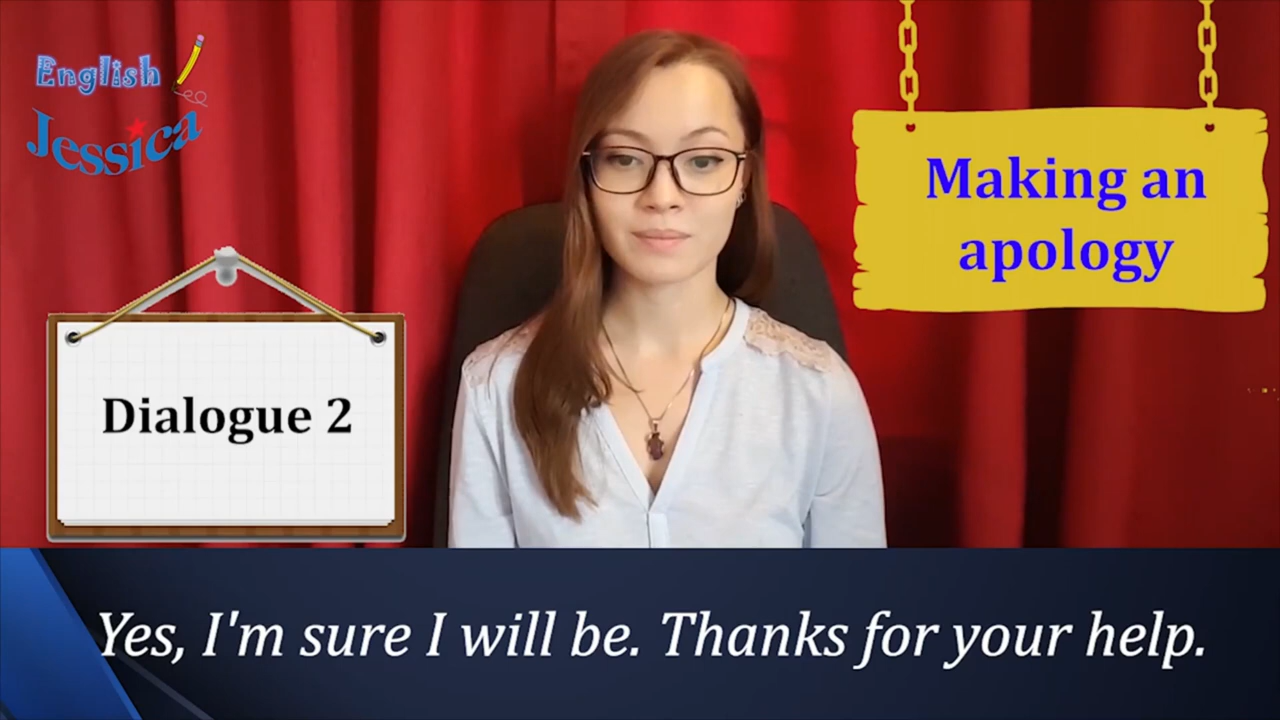 English
Jessica
Making an
apology
Dialogue 2
Yes, I'm sure I will be. Thanks for your help.